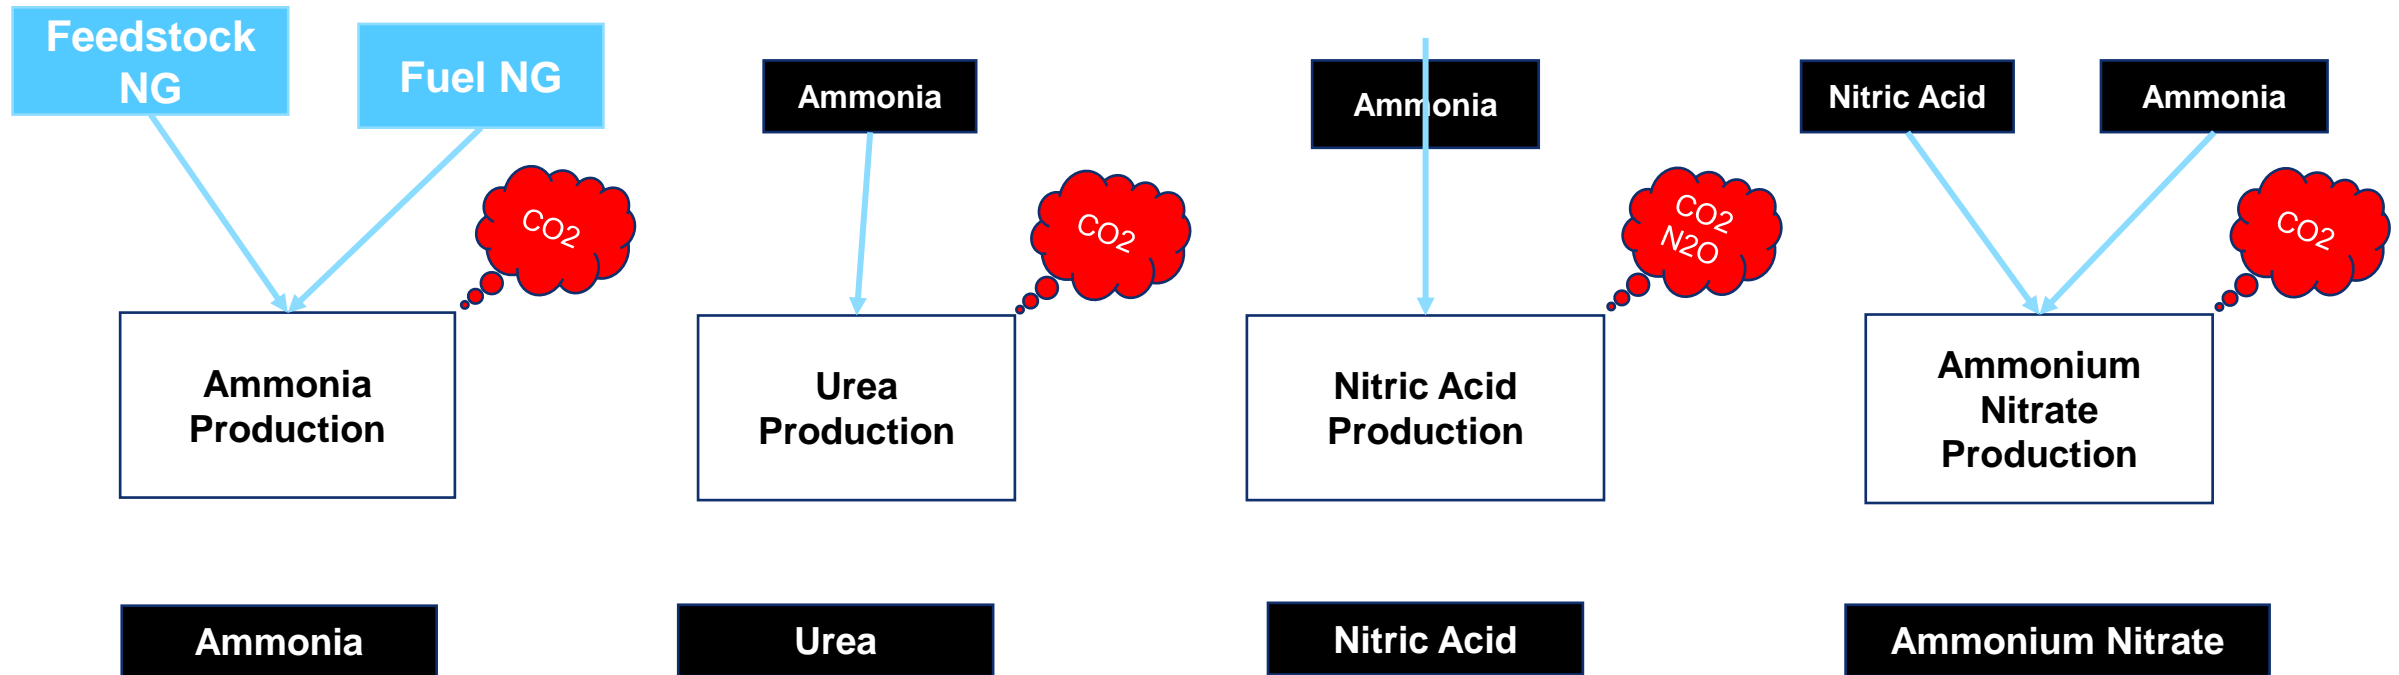 Feedstock
NG
Fuel NG
Ammonia
Ammonia
Nitric Acid
Ammonia
CO2
CO2
CO2
N2O
CO2
Ammonia
Production
Urea
Production
Nitric Acid
Production
Ammonium
Nitrate
Production
Ammonia
Urea
Nitric Acid
Ammonium Nitrate